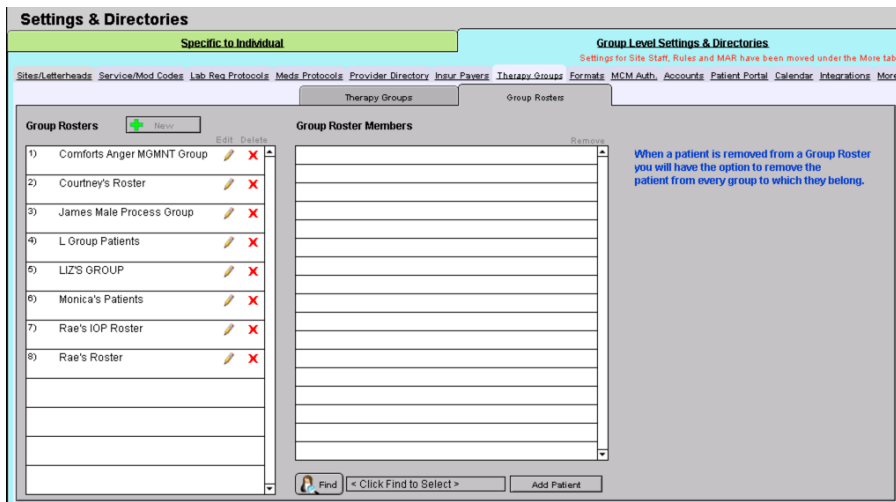 Settings & Directories
Specific to Individual
Group Level Settings & Directories
Settings for Site Staff, Rules and MAR have been moved under the More tab
Sites/Letterheads Service/Mod Codes Lab Req Protocols Meds Protocols Provider Directory Insur Payers Therapy Groups Formats MCM Auth. Accounts Patient Portal Calendar Integrations More
Therapy Groups
Group Rosters
Group Rosters
New
Edit Delete
1) Comforts Anger MGMNT Group
2) Courtney's Roster
3) James Male Process Group
4) L Group Patients
5) LIZ'S GROUP
6) Monica's Patients
7) Rae's IOP Roster
8) Rae's Roster
Group Roster Members
Remove
When a patient is removed from a Group Roster
you will have the option to remove the
patient from every group to which they belong.
Find
< Click Find to Select >
Add Patient